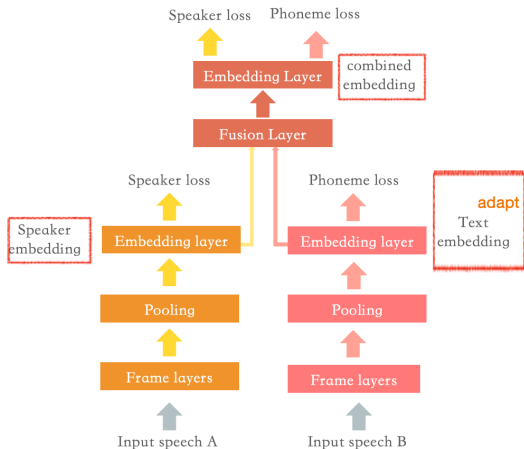 Speaker loss
Phoneme loss
Embedding Layer
combined
embedding
Fusion Layer
Speaker loss
Phoneme loss
Speaker
embedding
Embedding layer
Embedding layer
adapt
Text
embedding
Pooling
Pooling
Frame layers
Frame layers
Input speech A
Input speech B